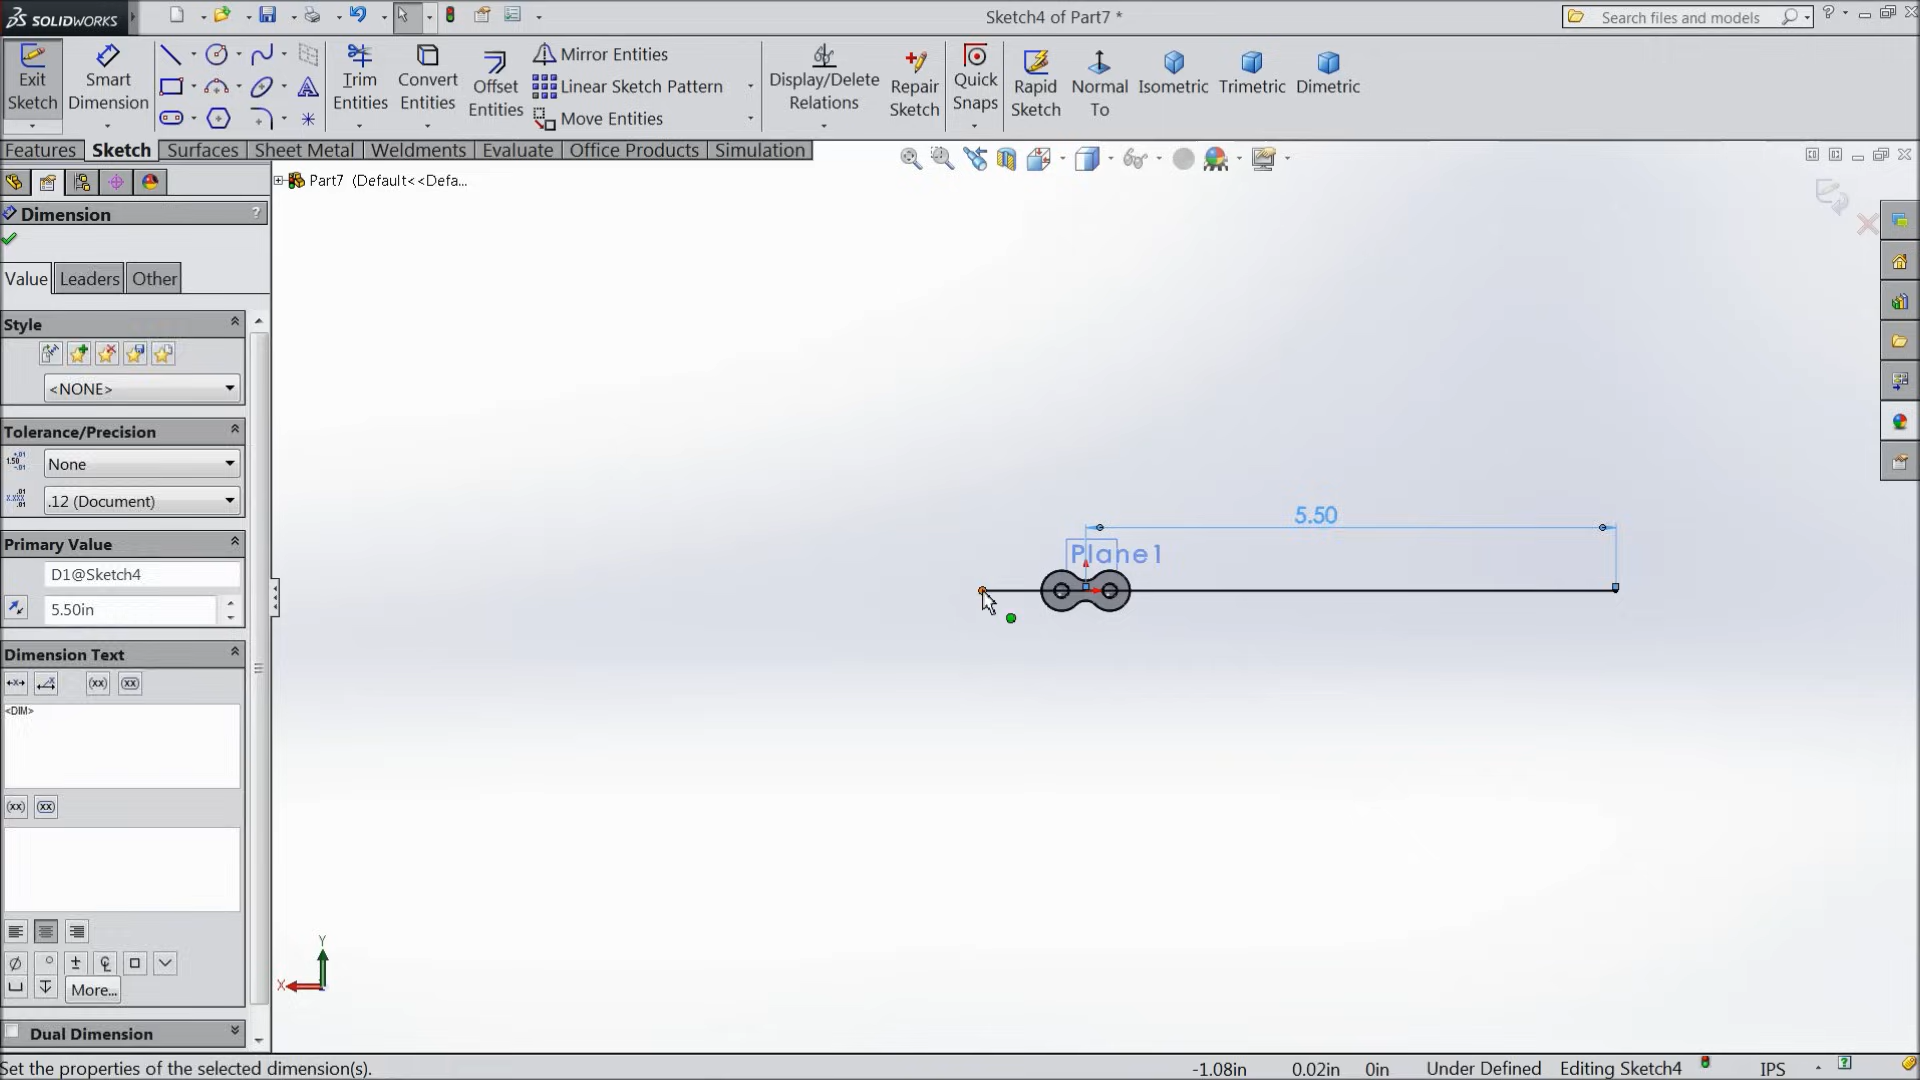 SOLIDWORKS
Sketch4 of Part7 *
Search files and models
?
Exit
Sketch
Smart
Dimension
Trim
Entities
Convert
Entities
Offset
Entities
Mirror Entities
Linear Sketch Pattern
Move Entities
Display/Delete
Relations
Repair
Sketch
Quick
Snaps
Rapid
Sketch
Normal
To
Isometric
Trimetric
Dimetric
Features
Sketch
Surfaces
Sheet Metal
Weldments
Evaluate
Office Products
Simulation
Part7 (Default<<Defa...
Dimension
?
Value
Leaders
Other
Style
<NONE>
Tolerance/Precision
None
.12 (Document)
Primary Value
D1@Sketch4
5.50in
Dimension Text
(xx)
(xx)
<DIM>
(xx)
(xx)
More...
Dual Dimension
5.50
Plane1
Y
X
Set the properties of the selected dimension(s).
-1.08in
0.02in
0in
Under Defined
Editing Sketch4
IPS
?